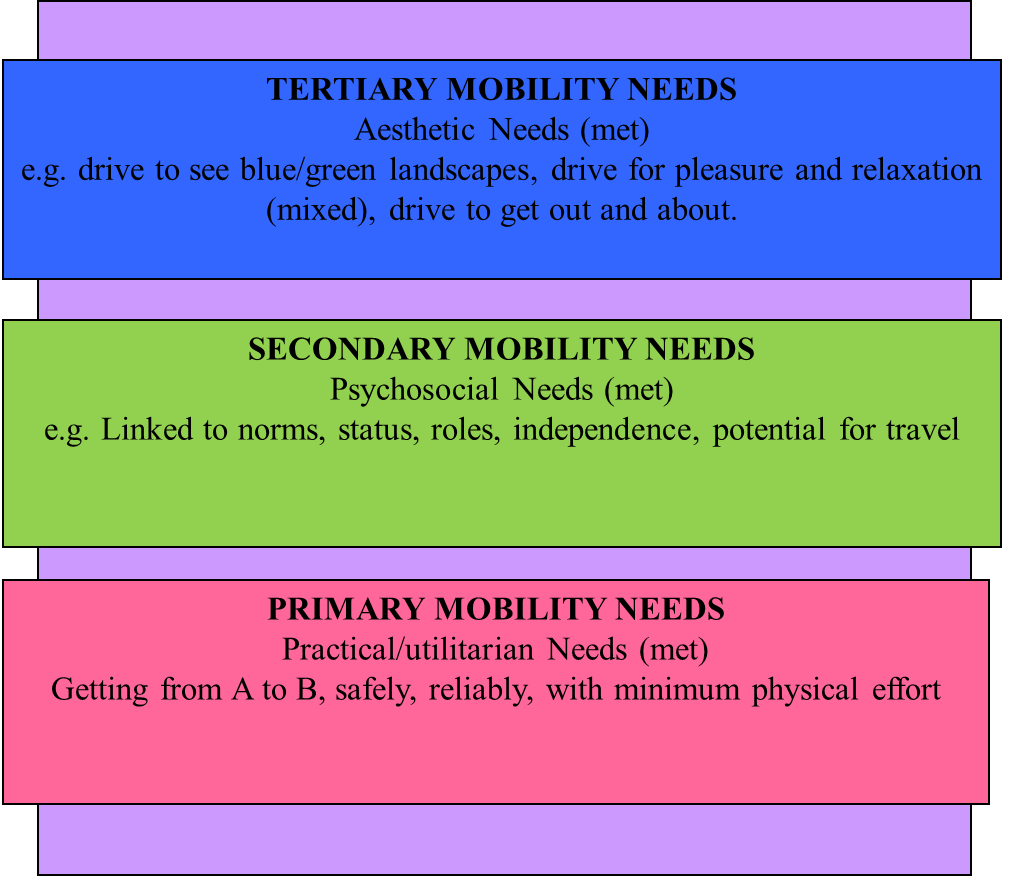 TERTIARY MOBILITY NEEDS
Aesthetic Needs (met)
e.g. drive to see blue/green landscapes, drive for pleasure and relaxation
(mixed), drive to get out and about.
SECONDARY MOBILITY NEEDS
Psychosocial Needs (met)
e.g. Linked to norms, status, roles, independence, potential for travel
PRIMARY MOBILITY NEEDS
Practical/utilitarian Needs (met)
Getting from A to B, safely, reliably, with minimum physical effort